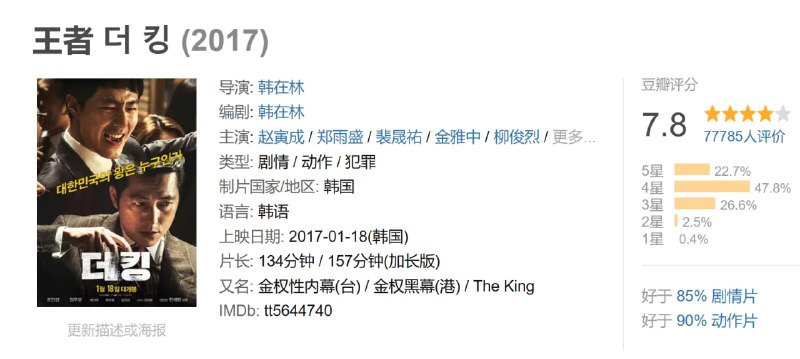 王者 더 킹 (2017)
대한민국의 왕은 누구인가
더킹
1월 18일 대개봉
更新描述或海报
导演: 韩在林
编剧: 韩在林
主演: 赵寅成 / 郑雨盛 / 裴晟祐 / 金雅中 / 柳俊烈 / 更多...
类型: 剧情 / 动作 / 犯罪
制片国家/地区: 韩国
语言: 韩语
上映日期: 2017-01-18(韩国)
片长: 134分钟 / 157分钟(加长版)
又名: 金权性内幕(台) / 金权黑幕(港) / The King
IMDb: tt5644740
豆瓣评分
7.8
77785人评价
5星 22.7%
4星 47.8%
3星 26.6%
2星 2.5%
1星 0.4%
好于 85% 剧情片
好于 90% 动作片